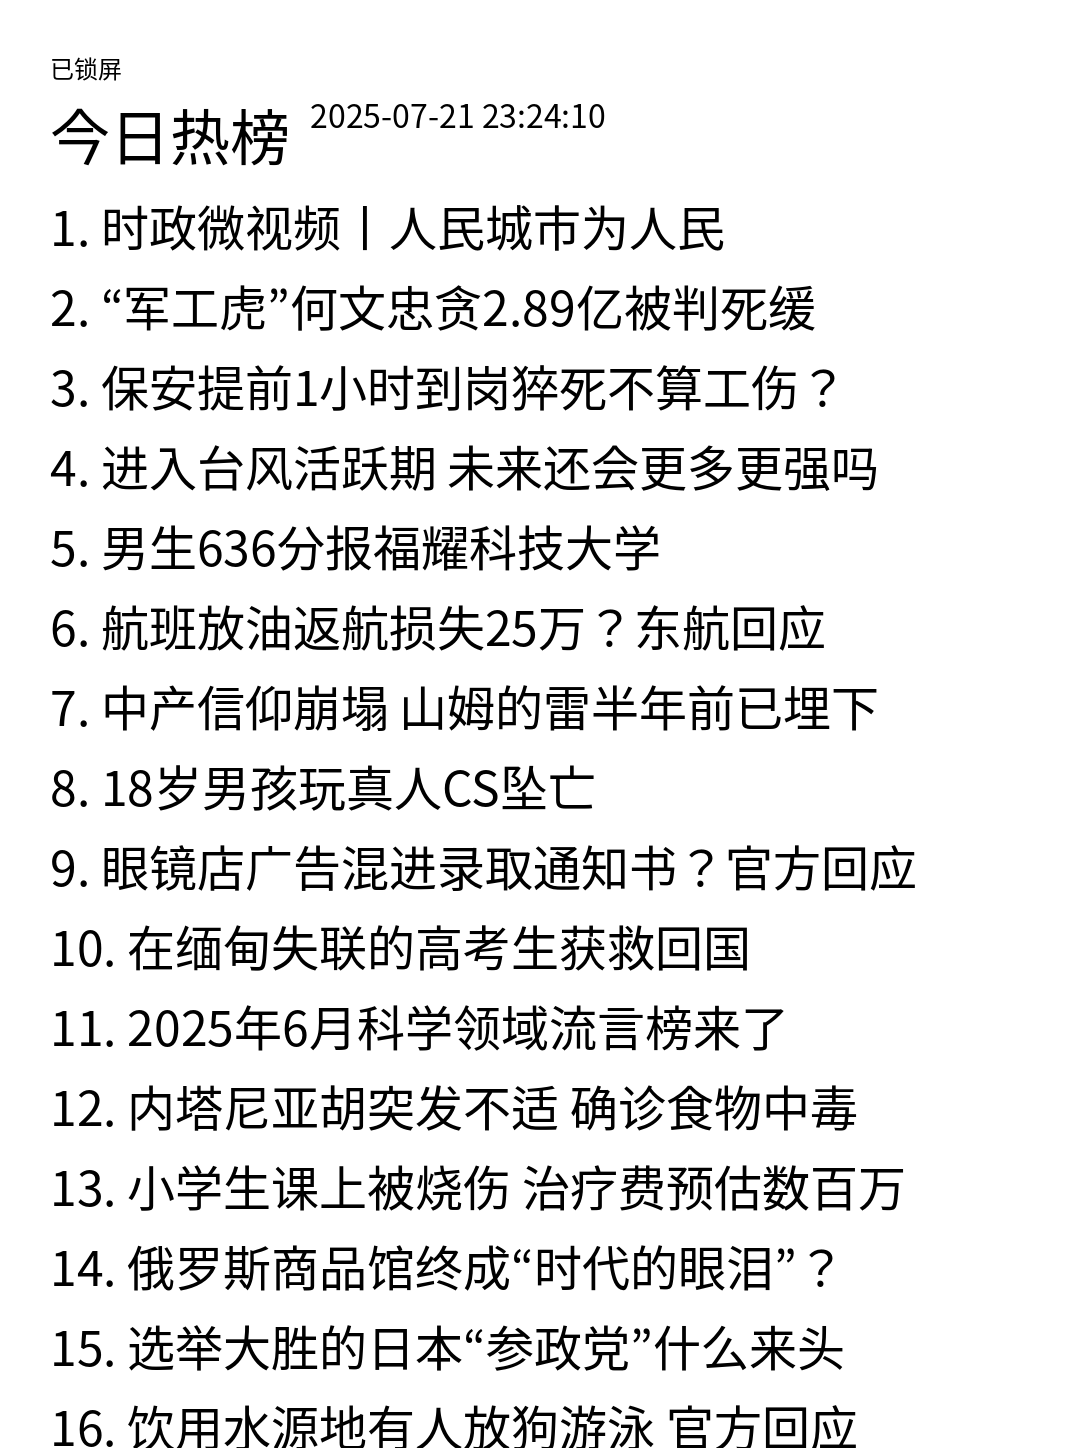 已锁屏
今日热榜 2025-07-21 23:24:10
1. 时政微视频丨人民城市为人民
2. “军工虎”何文忠贪2.89亿被判死缓
3. 保安提前1小时到岗猝死不算工伤？
4. 进入台风活跃期 未来还会更多更强吗
5. 男生636分报福耀科技大学
6. 航班放油返航损失25万？东航回应
7. 中产信仰崩塌 山姆的雷半年前已埋下
8. 18岁男孩玩真人CS坠亡
9. 眼镜店广告混进录取通知书？官方回应
10. 在缅甸失联的高考生获救回国
11. 2025年6月科学领域流言榜来了
12. 内塔尼亚胡突发不适 确诊食物中毒
13. 小学生课上被烧伤 治疗费预估数百万
14. 俄罗斯商品馆终成“时代的眼泪”？
15. 选举大胜的日本“参政党”什么来头
16. 饮用水源地有人放狗游泳 官方回应